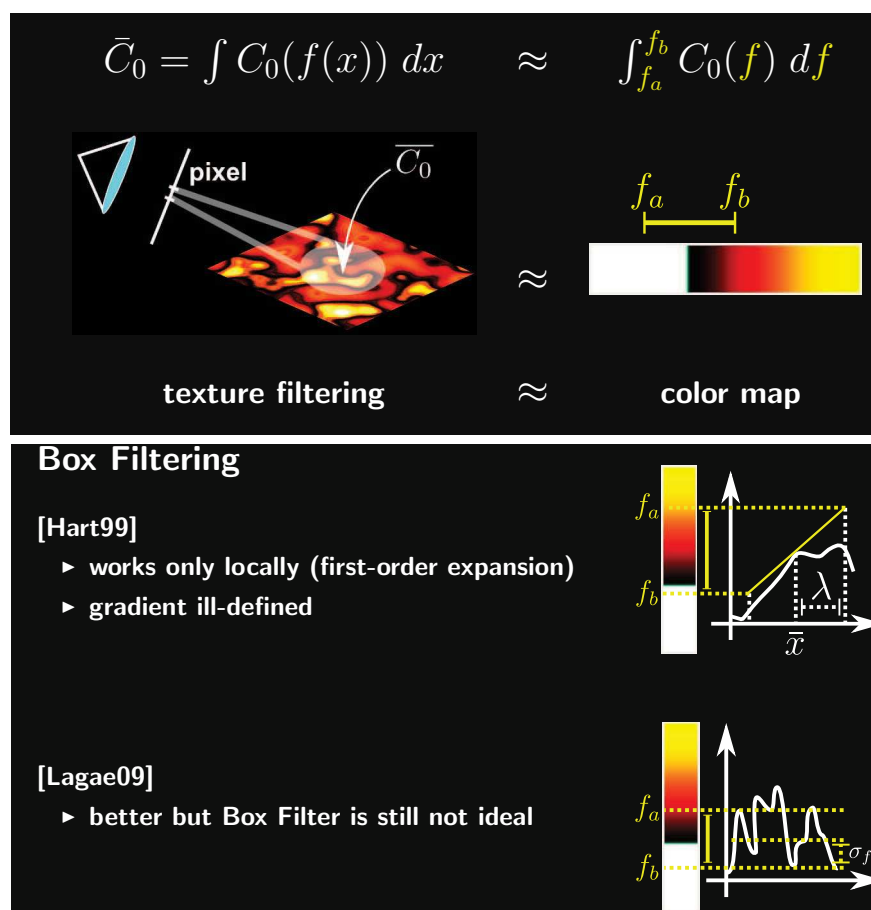 C̄₀ = ∫ C₀(f(x)) dx ≈ ∫_{f_a}^{f_b} C₀(f) df
pixel
C̄₀
f_a f_b
≈
texture filtering ≈ color map
Box Filtering
[Hart99]
▸ works only locally (first-order expansion)
▸ gradient ill-defined
f_a
f_b
λ
x̄
[Lagae09]
▸ better but Box Filter is still not ideal
f_a
f_b
σ_f